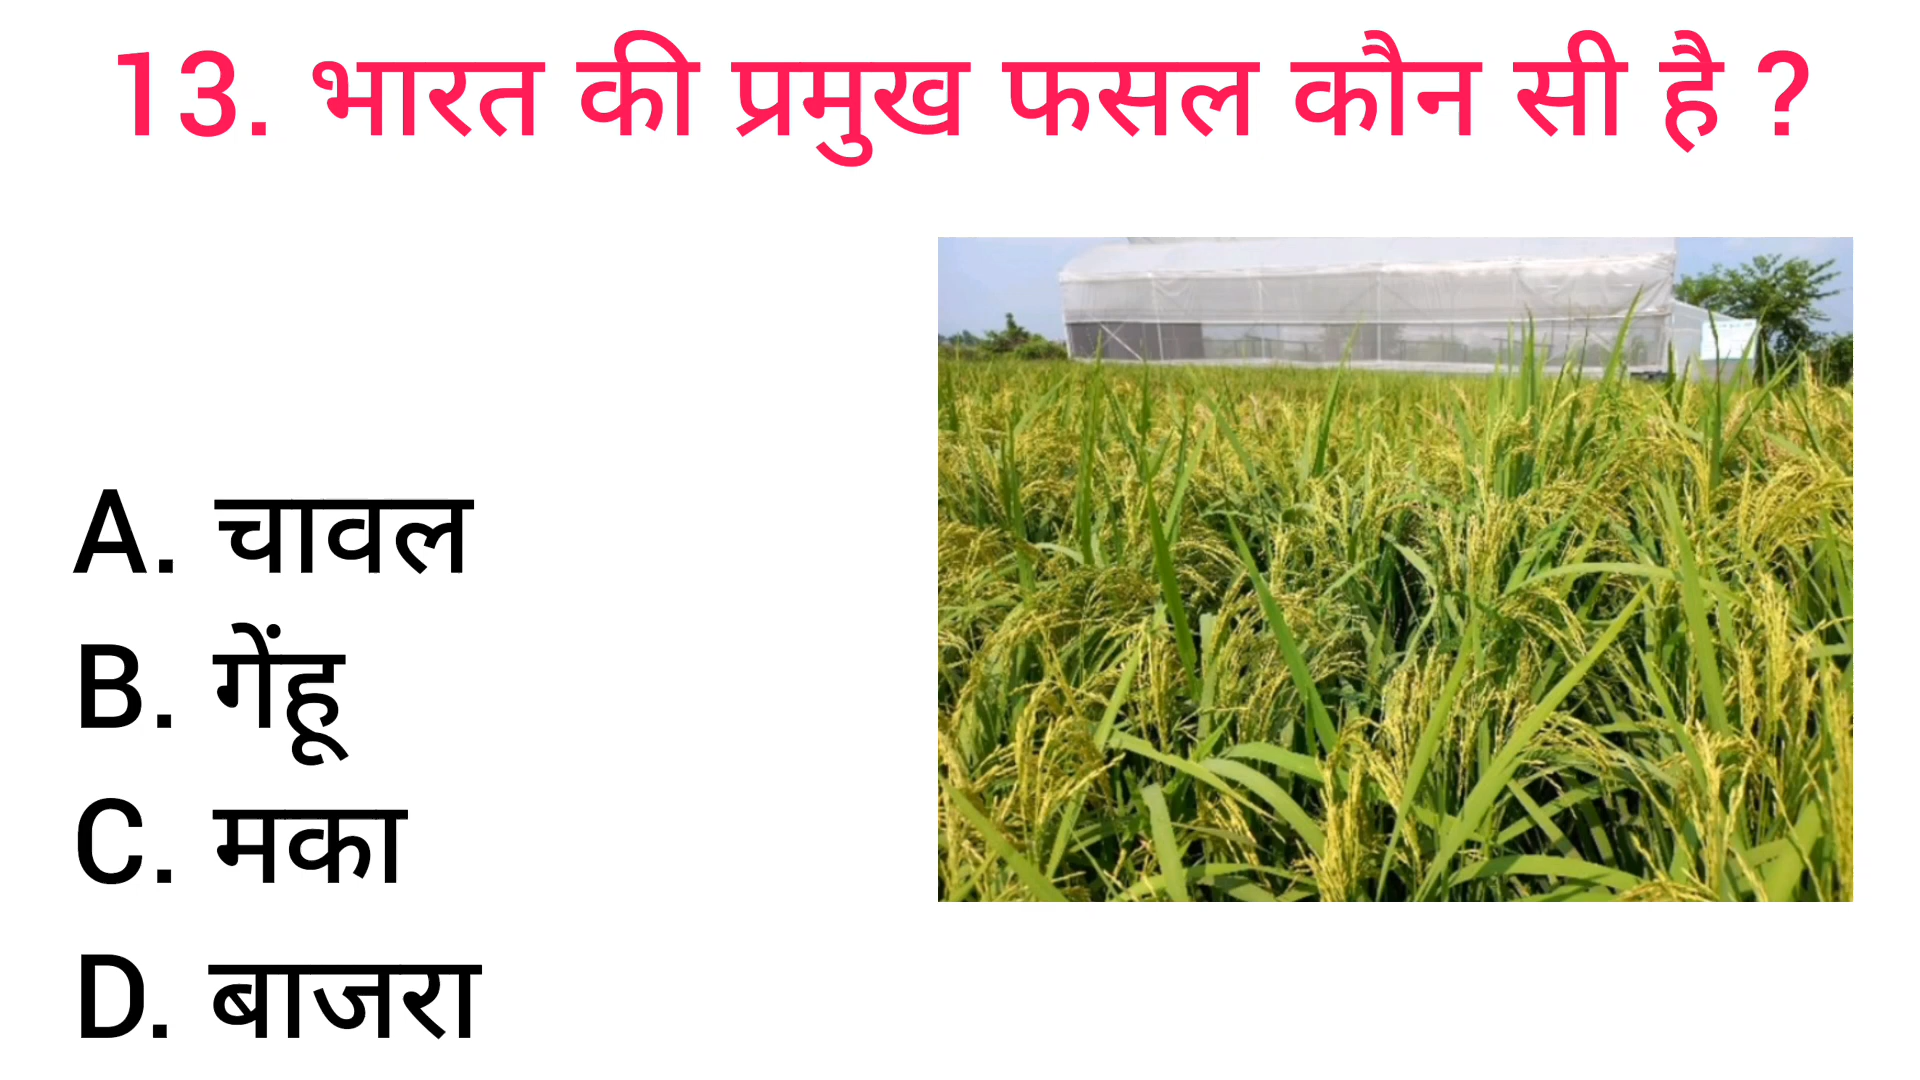 13. भारत की प्रमुख फसल कौन सी है ?
A. चावल
B. गेंहू
C. मका
D. बाजरा